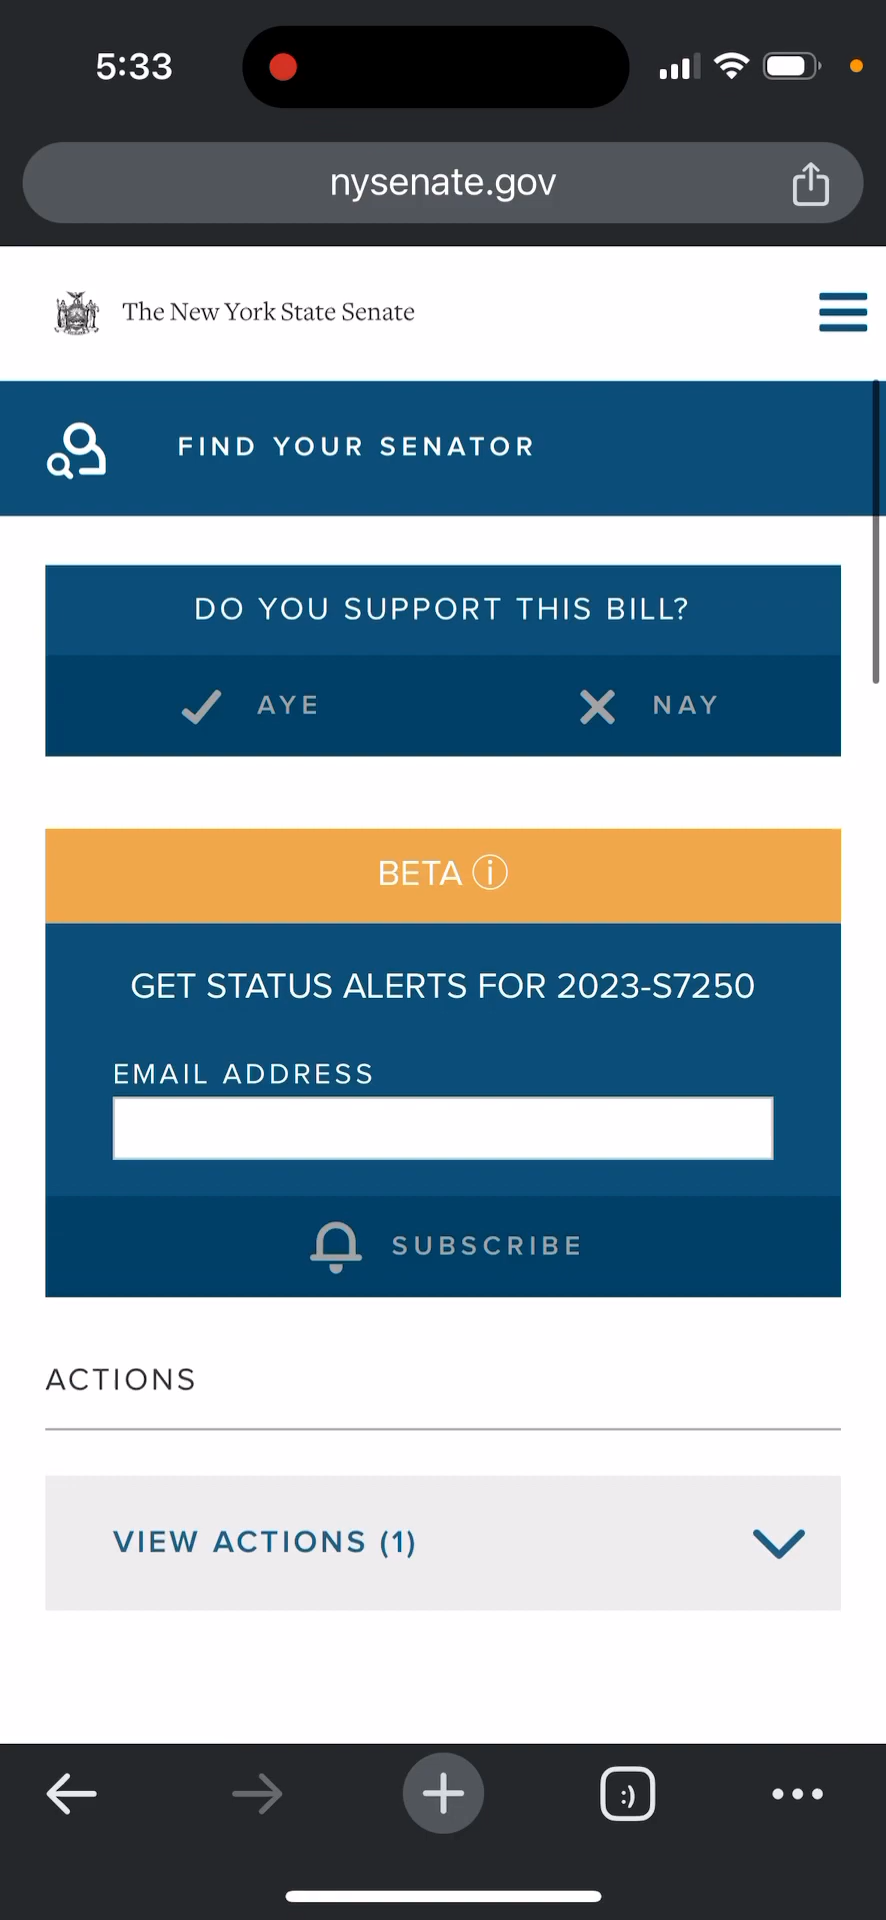 5:33
nysenate.gov
The New York State Senate
FIND YOUR SENATOR
DO YOU SUPPORT THIS BILL?
AYE NAY
BETA ⓘ
GET STATUS ALERTS FOR 2023-S7250
EMAIL ADDRESS
SUBSCRIBE
ACTIONS
VIEW ACTIONS (1)
:)